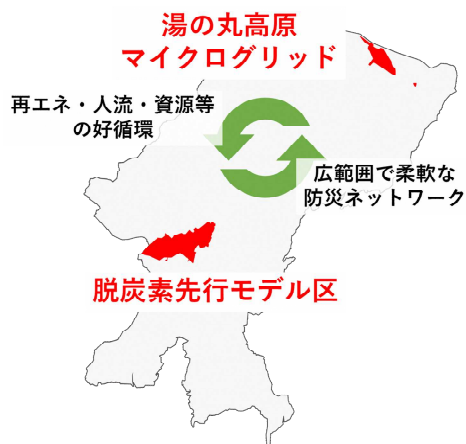 湯の丸高原
マイクログリッド
再エネ・人流・資源等
の好循環
広範囲で柔軟な
防災ネットワーク
脱炭素先行モデル区